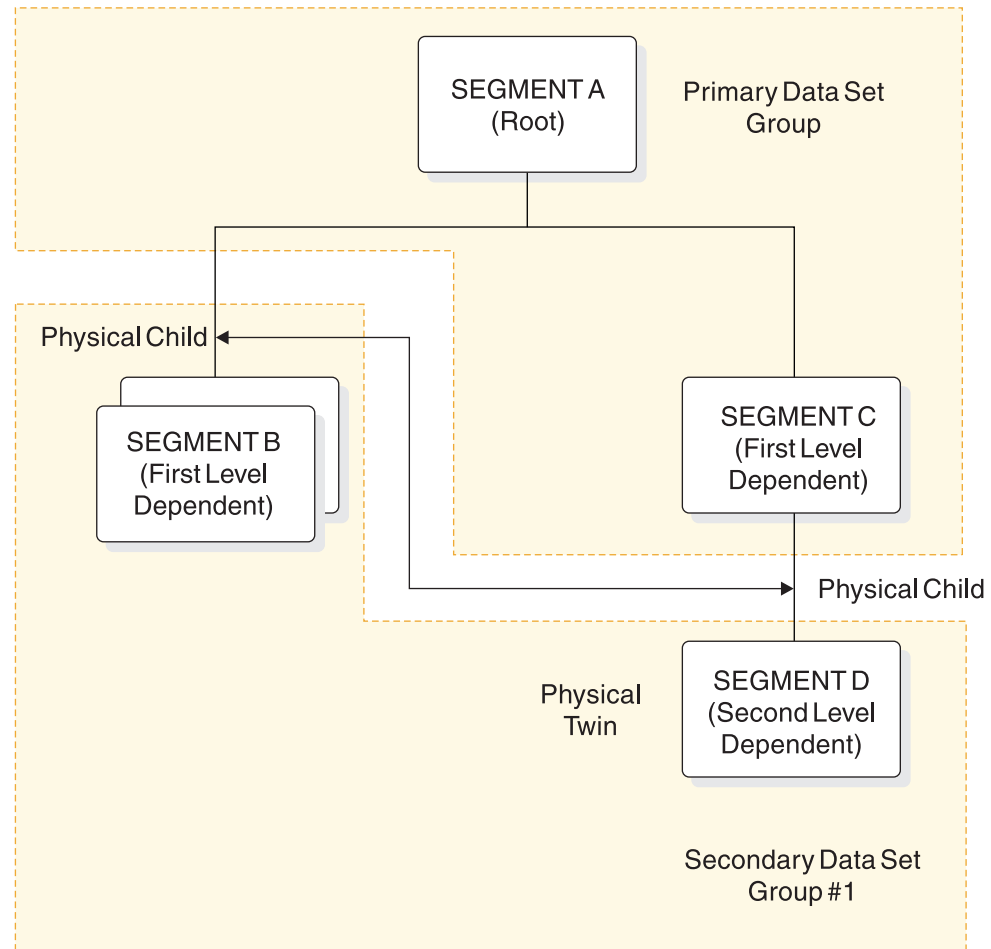 SEGMENT A
(Root)
Primary Data Set
Group
Physical Child
SEGMENT B
(First Level
Dependent)
SEGMENT C
(First Level
Dependent)
Physical Child
Physical
Twin
SEGMENT D
(Second Level
Dependent)
Secondary Data Set
Group #1